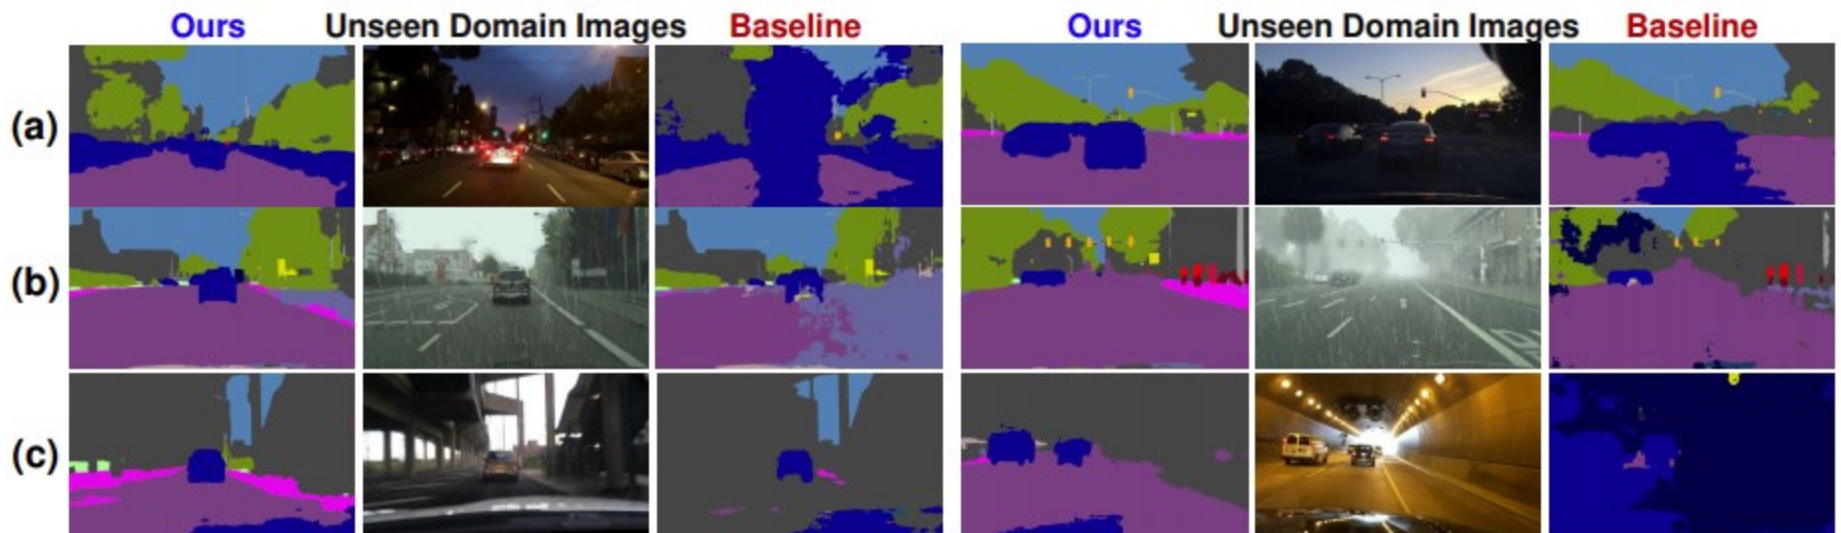 Ours Unseen Domain Images Baseline Ours Unseen Domain Images Baseline
(a)
(b)
(c)